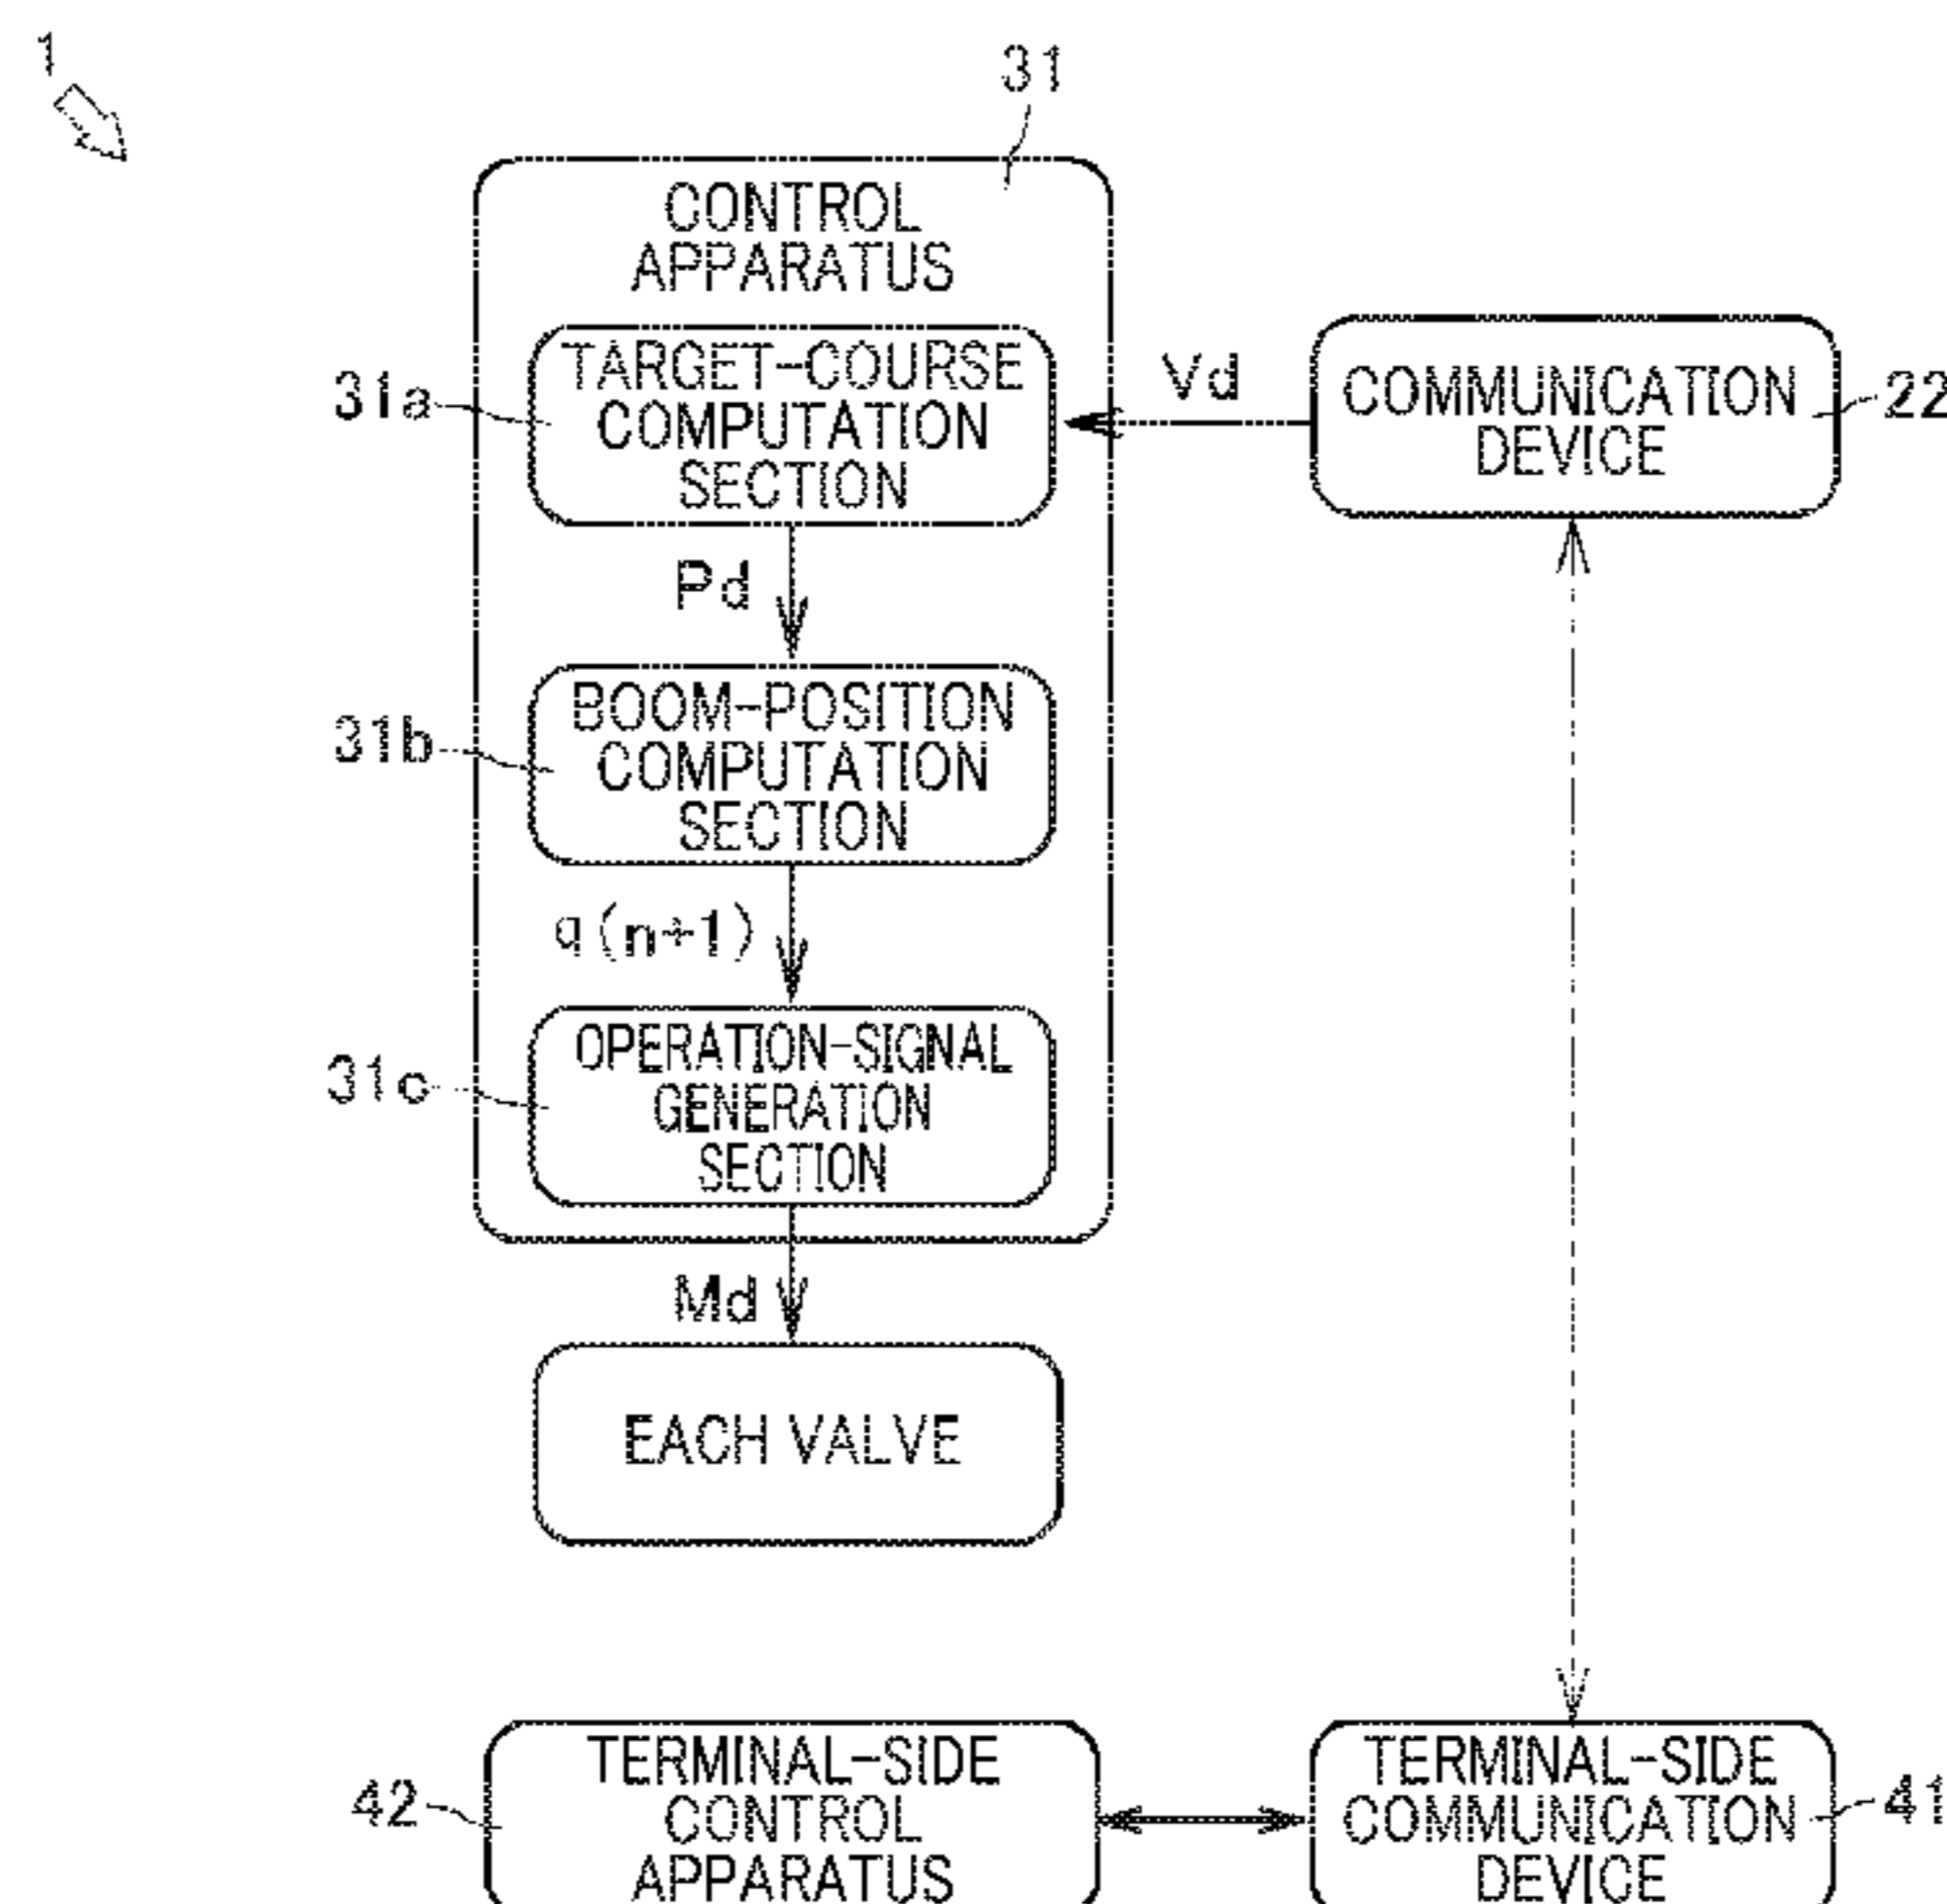 1
31
CONTROL
APPARATUS
31a
TARGET-COURSE
COMPUTATION
SECTION
Vd
COMMUNICATION
DEVICE
22
Pd
31b
BOOM-POSITION
COMPUTATION
SECTION
q(n+1)
31c
OPERATION-SIGNAL
GENERATION
SECTION
Md
EACH VALVE
42
TERMINAL-SIDE
CONTROL
APPARATUS
TERMINAL-SIDE
COMMUNICATION
DEVICE
41